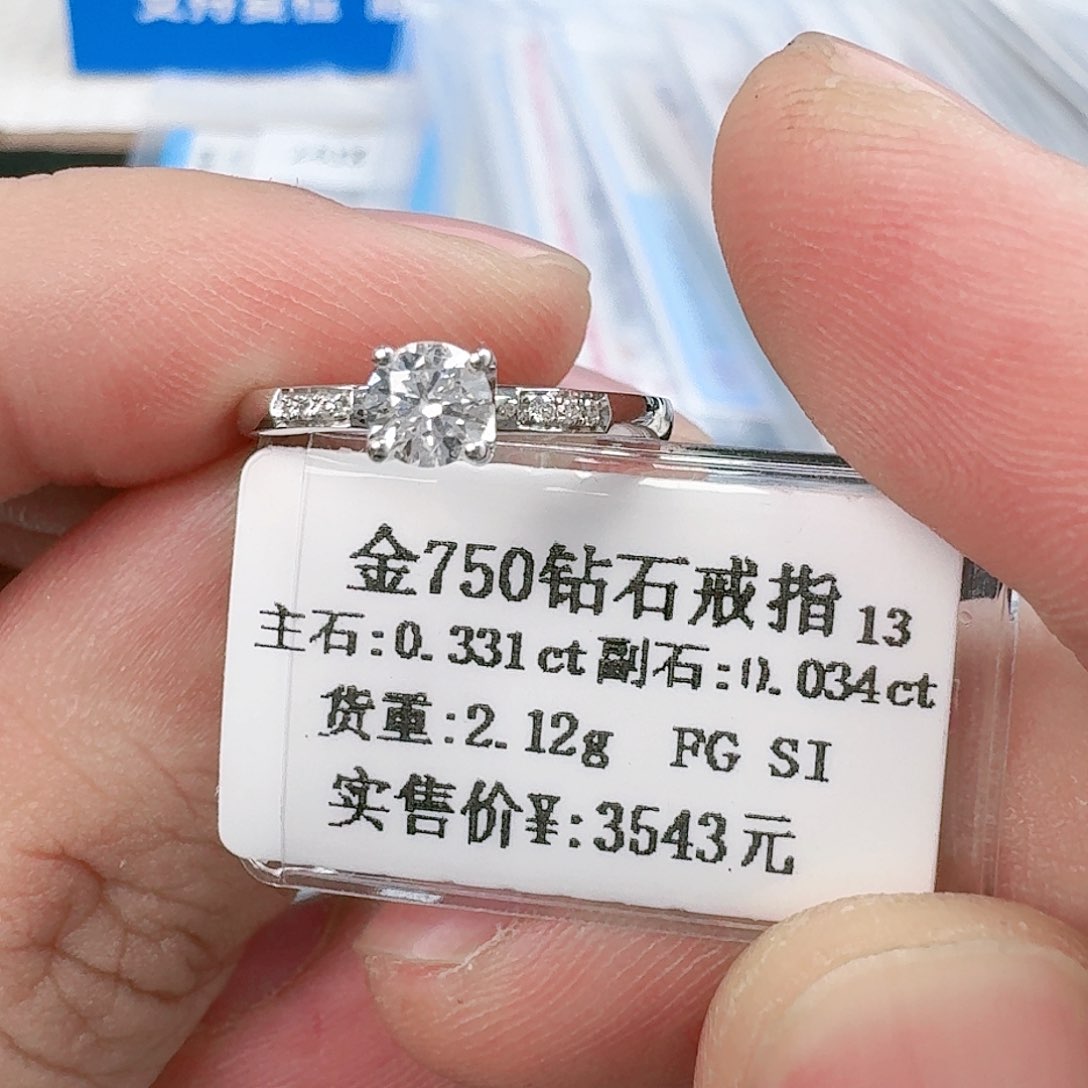 金750钻石戒指 13
主石:0.331ct 副石:0.034ct
货重:2.12g FG SI
实售价¥:3543元